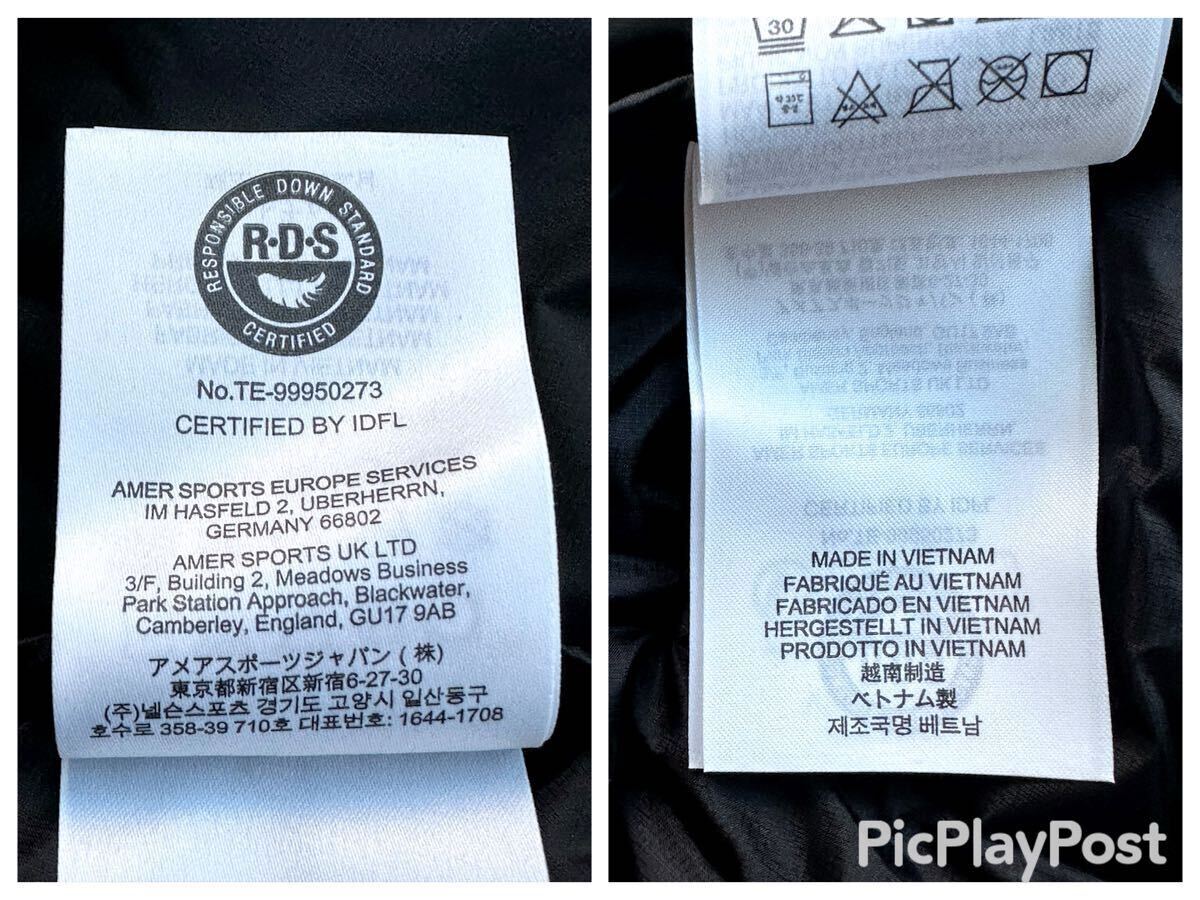 RESPONSIBLE DOWN STANDARD
R·D·S
CERTIFIED
No.TE-99950273
CERTIFIED BY IDFL
AMER SPORTS EUROPE SERVICES
IM HASFELD 2, UBERHERRN,
GERMANY 66802
AMER SPORTS UK LTD
3/F, Building 2, Meadows Business
Park Station Approach, Blackwater,
Camberley, England, GU17 9AB
アメアスポーツジャパン (株)
東京都新宿区新宿6-27-30
(주)넬슨스포츠 경기도 고양시 일산동구
호수로 358-39 710호 대표번호: 1644-1708
30
MADE IN VIETNAM
FABRIQUÉ AU VIETNAM
FABRICADO EN VIETNAM
HERGESTELLT IN VIETNAM
PRODOTTO IN VIETNAM
越南制造
ベトナム製
제조국명 베트남
PicPlayPost